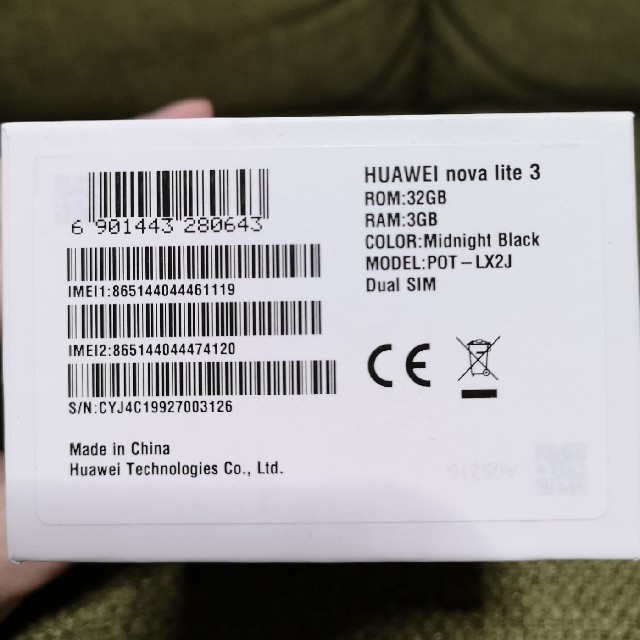 6 901443 280643
IMEI1:865144044461119
IMEI2:865144044474120
S/N:CYJ4C19927003126
Made in China
Huawei Technologies Co., Ltd.
HUAWEI nova lite 3
ROM:32GB
RAM:3GB
COLOR:Midnight Black
MODEL:POT-LX2J
Dual SIM
CE